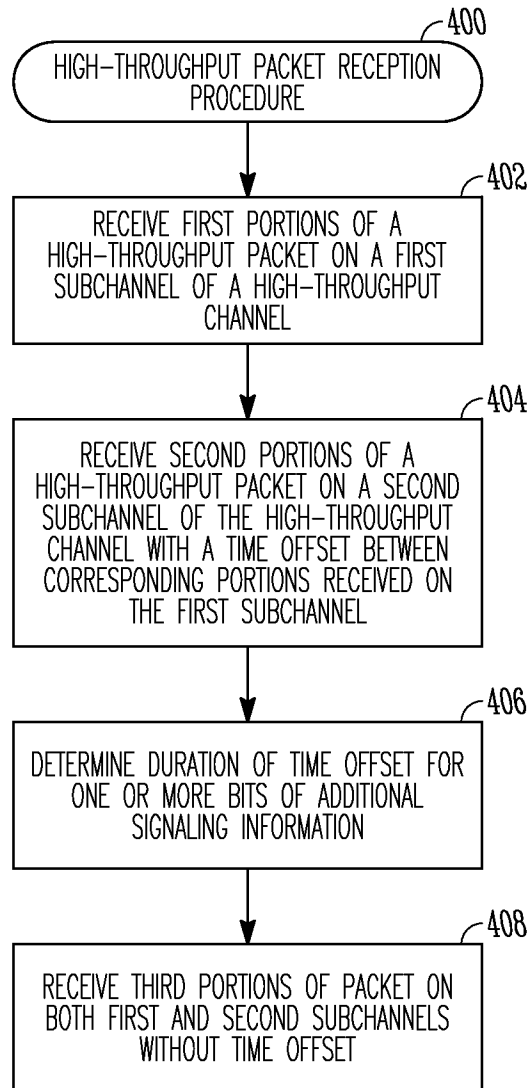 400
HIGH-THROUGHPUT PACKET RECEPTION
PROCEDURE
402
RECEIVE FIRST PORTIONS OF A
HIGH-THROUGHPUT PACKET ON A FIRST
SUBCHANNEL OF A HIGH-THROUGHPUT
CHANNEL
404
RECEIVE SECOND PORTIONS OF A
HIGH-THROUGHPUT PACKET ON A SECOND
SUBCHANNEL OF THE HIGH-THROUGHPUT
CHANNEL WITH A TIME OFFSET BETWEEN
CORRESPONDING PORTIONS RECEIVED ON
THE FIRST SUBCHANNEL
406
DETERMINE DURATION OF TIME OFFSET FOR
ONE OR MORE BITS OF ADDITIONAL
SIGNALING INFORMATION
408
RECEIVE THIRD PORTIONS OF PACKET ON
BOTH FIRST AND SECOND SUBCHANNELS
WITHOUT TIME OFFSET